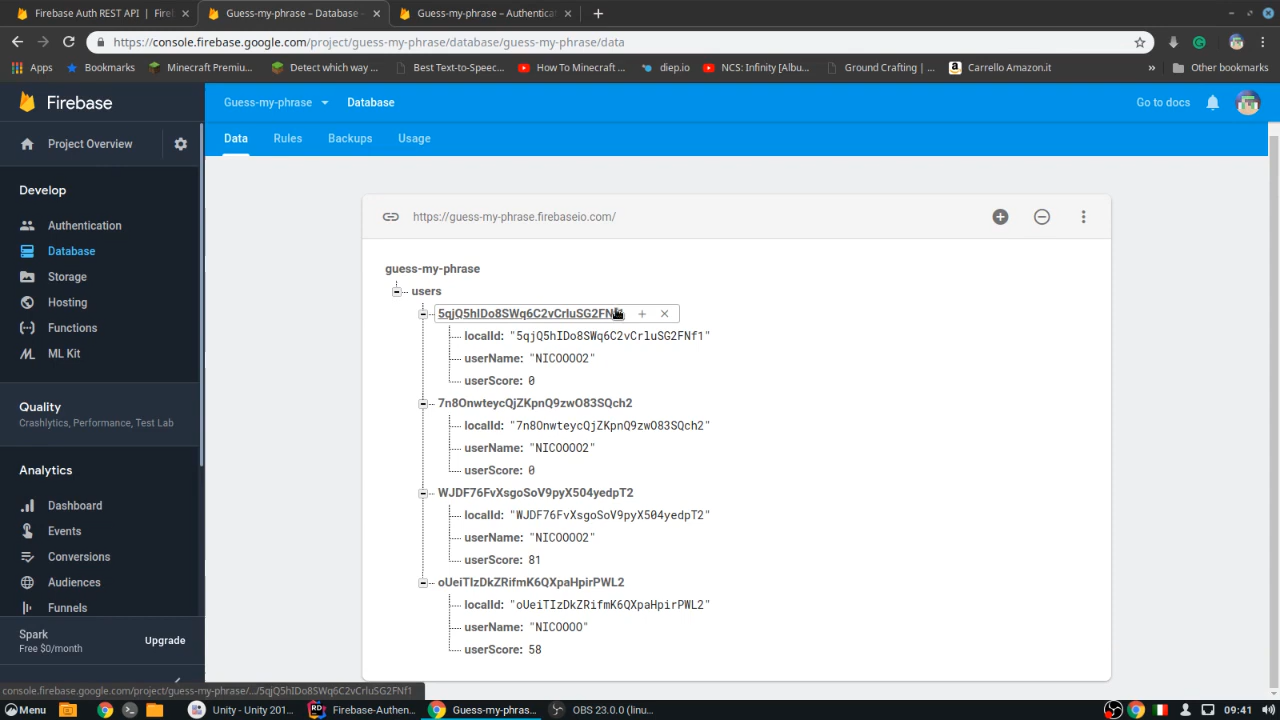 Firebase Auth REST API | Fire
Guess-my-phrase – Database –
Guess-my-phrase – Authentica
https://console.firebase.google.com/project/guess-my-phrase/database/guess-my-phrase/data
Apps
Bookmarks
Minecraft Premiu...
Detect which way ...
Best Text-to-Speec...
How To Minecraft ...
diep.io
NCS: Infinity [Albu...
Ground Crafting | ...
Carrello Amazon.it
»
Other bookmarks
Firebase
Guess-my-phrase
Database
Go to docs
Project Overview
Data
Rules
Backups
Usage
Develop
Authentication
Database
Storage
Hosting
Functions
ML Kit
Quality
Crashlytics, Performance, Test Lab
Analytics
Dashboard
Events
Conversions
Audiences
Funnels
Spark
Free $0/month
Upgrade
https://guess-my-phrase.firebaseio.com/
guess-my-phrase
users
5qjQ5hIDo8SWq6C2vCrluSG2FNf1
localId: "5qjQ5hIDo8SWq6C2vCrluSG2FNf1"
userName: "NICOOOO2"
userScore: 0
7n8OnwteycQjZKpnQ9zwO83SQch2
localId: "7n8OnwteycQjZKpnQ9zwO83SQch2"
userName: "NICOOOO2"
userScore: 0
WJDF76FvXsgoSoV9pyX504yedpT2
localId: "WJDF76FvXsgoSoV9pyX504yedpT2"
userName: "NICOOOO2"
userScore: 81
oUeiTIzDkZRifmK6QXpaHpirPWL2
localId: "oUeiTIzDkZRifmK6QXpaHpirPWL2"
userName: "NICOOOO"
userScore: 58
console.firebase.google.com/project/guess-my-phrase/.../5qjQ5hIDo8SWq6C2vCrluSG2FNf1
Menu
Unity - Unity 201...
Firebase-Authen...
Guess-my-phras...
OBS 23.0.0 (linu...
09:41